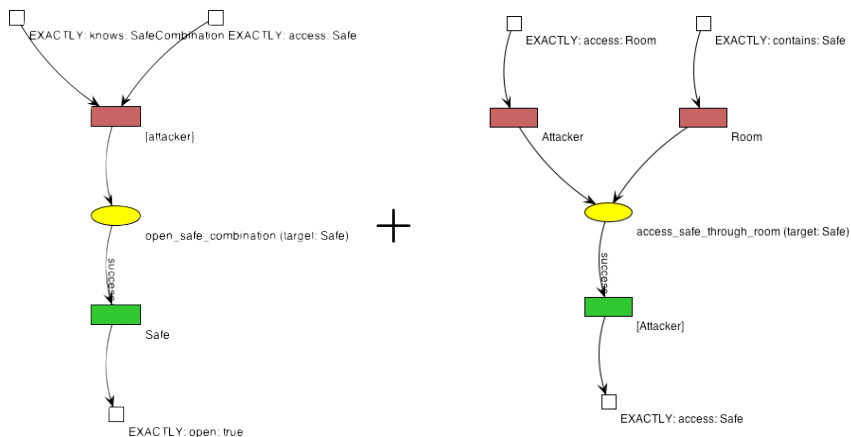 EXACTLY: knows: SafeCombination EXACTLY: access: Safe
[attacker]
open_safe_combination (target: Safe)
success
Safe
EXACTLY: open: true
+
EXACTLY: access: Room
EXACTLY: contains: Safe
Attacker
Room
access_safe_through_room (target: Safe)
success
[Attacker]
EXACTLY: access: Safe